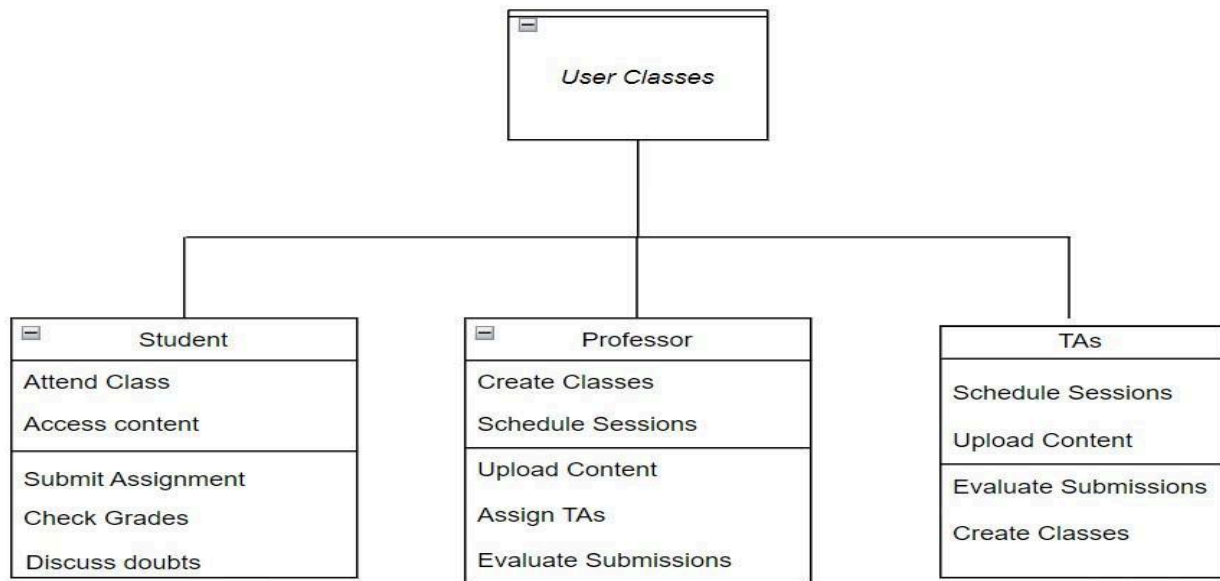 User Classes
Student
Attend Class
Access content
Submit Assignment
Check Grades
Discuss doubts
Professor
Create Classes
Schedule Sessions
Upload Content
Assign TAs
Evaluate Submissions
TAs
Schedule Sessions
Upload Content
Evaluate Submissions
Create Classes